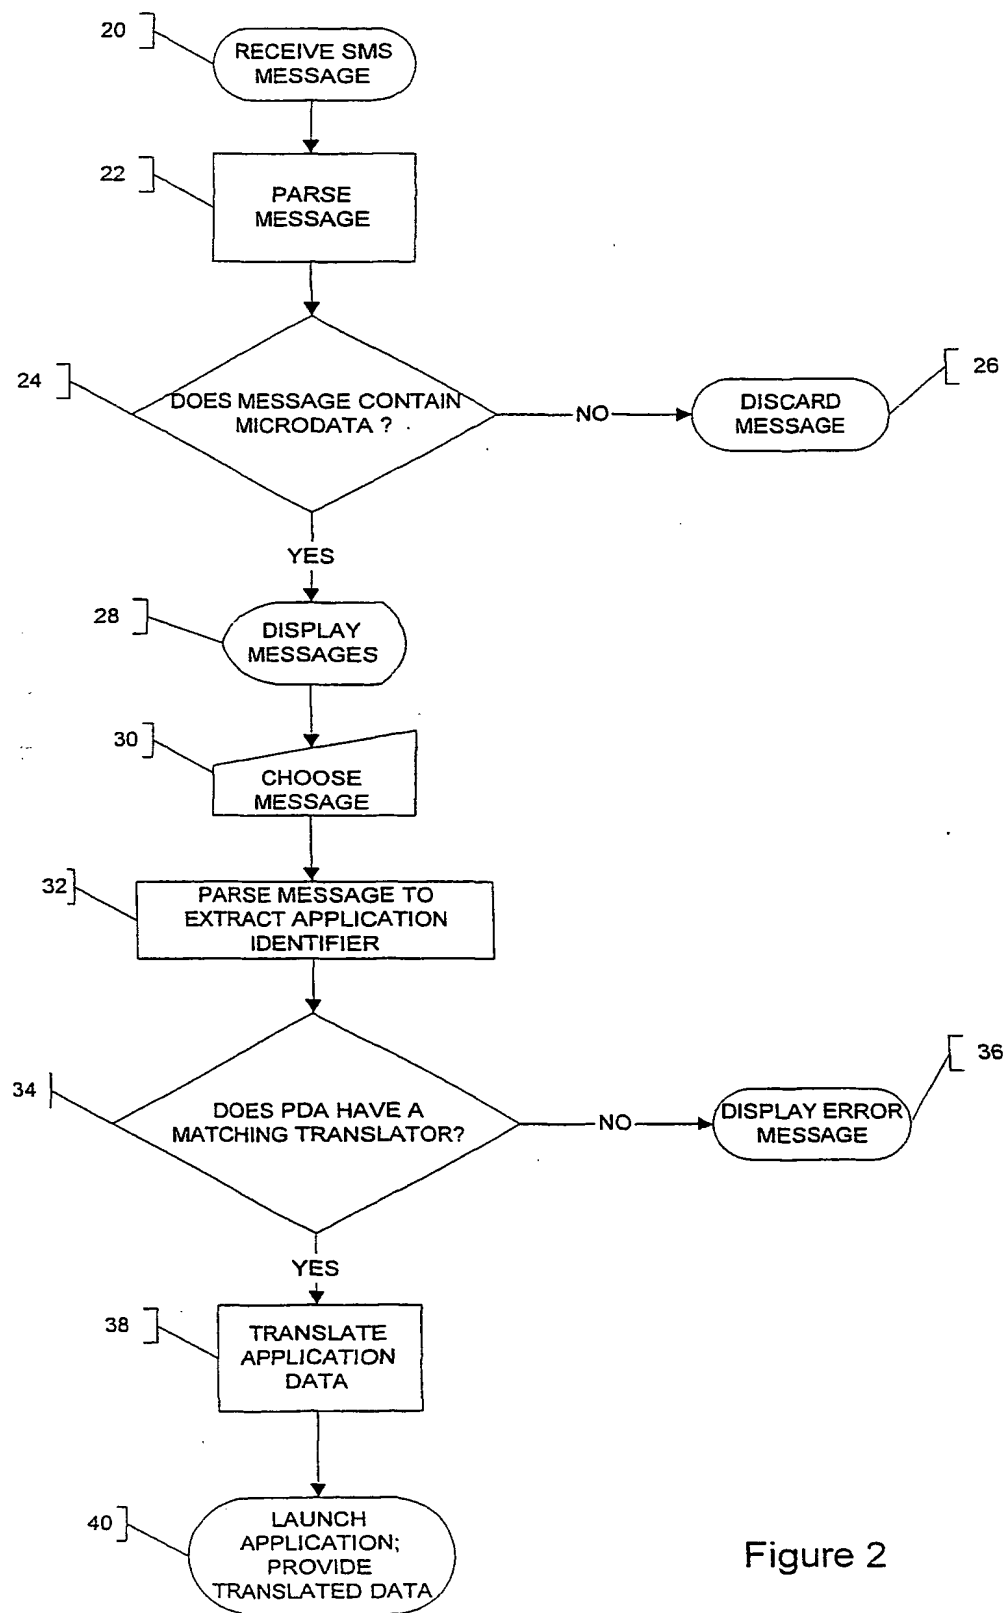 20
RECEIVE SMS
MESSAGE
22
PARSE
MESSAGE
24
DOES MESSAGE CONTAIN
MICRODATA ?
NO
DISCARD
MESSAGE
26
YES
28
DISPLAY
MESSAGES
30
CHOOSE
MESSAGE
32
PARSE MESSAGE TO
EXTRACT APPLICATION
IDENTIFIER
34
DOES PDA HAVE A
MATCHING TRANSLATOR?
NO
DISPLAY ERROR
MESSAGE
36
YES
38
TRANSLATE
APPLICATION
DATA
40
LAUNCH
APPLICATION;
PROVIDE
TRANSLATED DATA
Figure 2